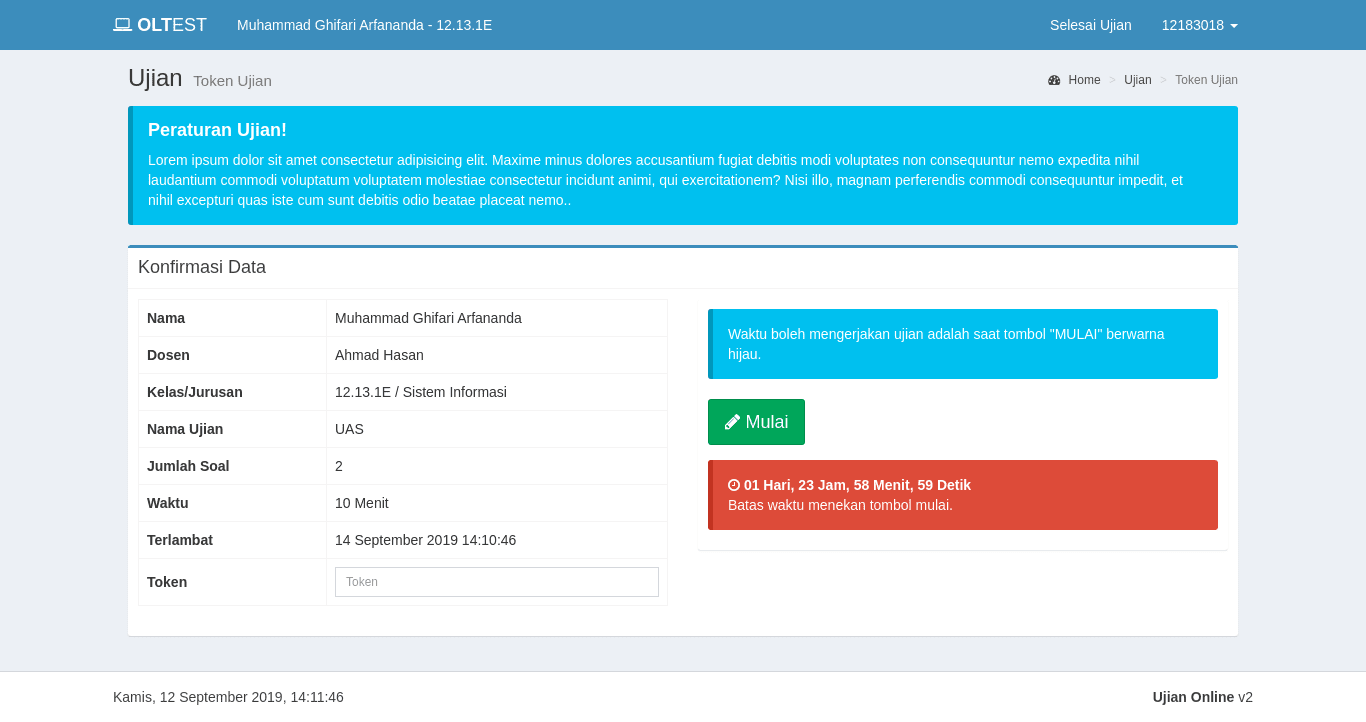 OLTEST Muhammad Ghifari Arfananda - 12.13.1E Selesai Ujian 12183018
Ujian Token Ujian Home > Ujian > Token Ujian
Peraturan Ujian!
Lorem ipsum dolor sit amet consectetur adipisicing elit. Maxime minus dolores accusantium fugiat debitis modi voluptates non consequuntur nemo expedita nihil
laudantium commodi voluptatum voluptatem molestiae consectetur incidunt animi, qui exercitationem? Nisi illo, magnam perferendis commodi consequuntur impedit, et
nihil excepturi quas iste cum sunt debitis odio beatae placeat nemo..
Konfirmasi Data
Nama Muhammad Ghifari Arfananda
Dosen Ahmad Hasan
Kelas/Jurusan 12.13.1E / Sistem Informasi
Nama Ujian UAS
Jumlah Soal 2
Waktu 10 Menit
Terlambat 14 September 2019 14:10:46
Token Token
Waktu boleh mengerjakan ujian adalah saat tombol "MULAI" berwarna
hijau.
Mulai
01 Hari, 23 Jam, 58 Menit, 59 Detik
Batas waktu menekan tombol mulai.
Kamis, 12 September 2019, 14:11:46 Ujian Online v2